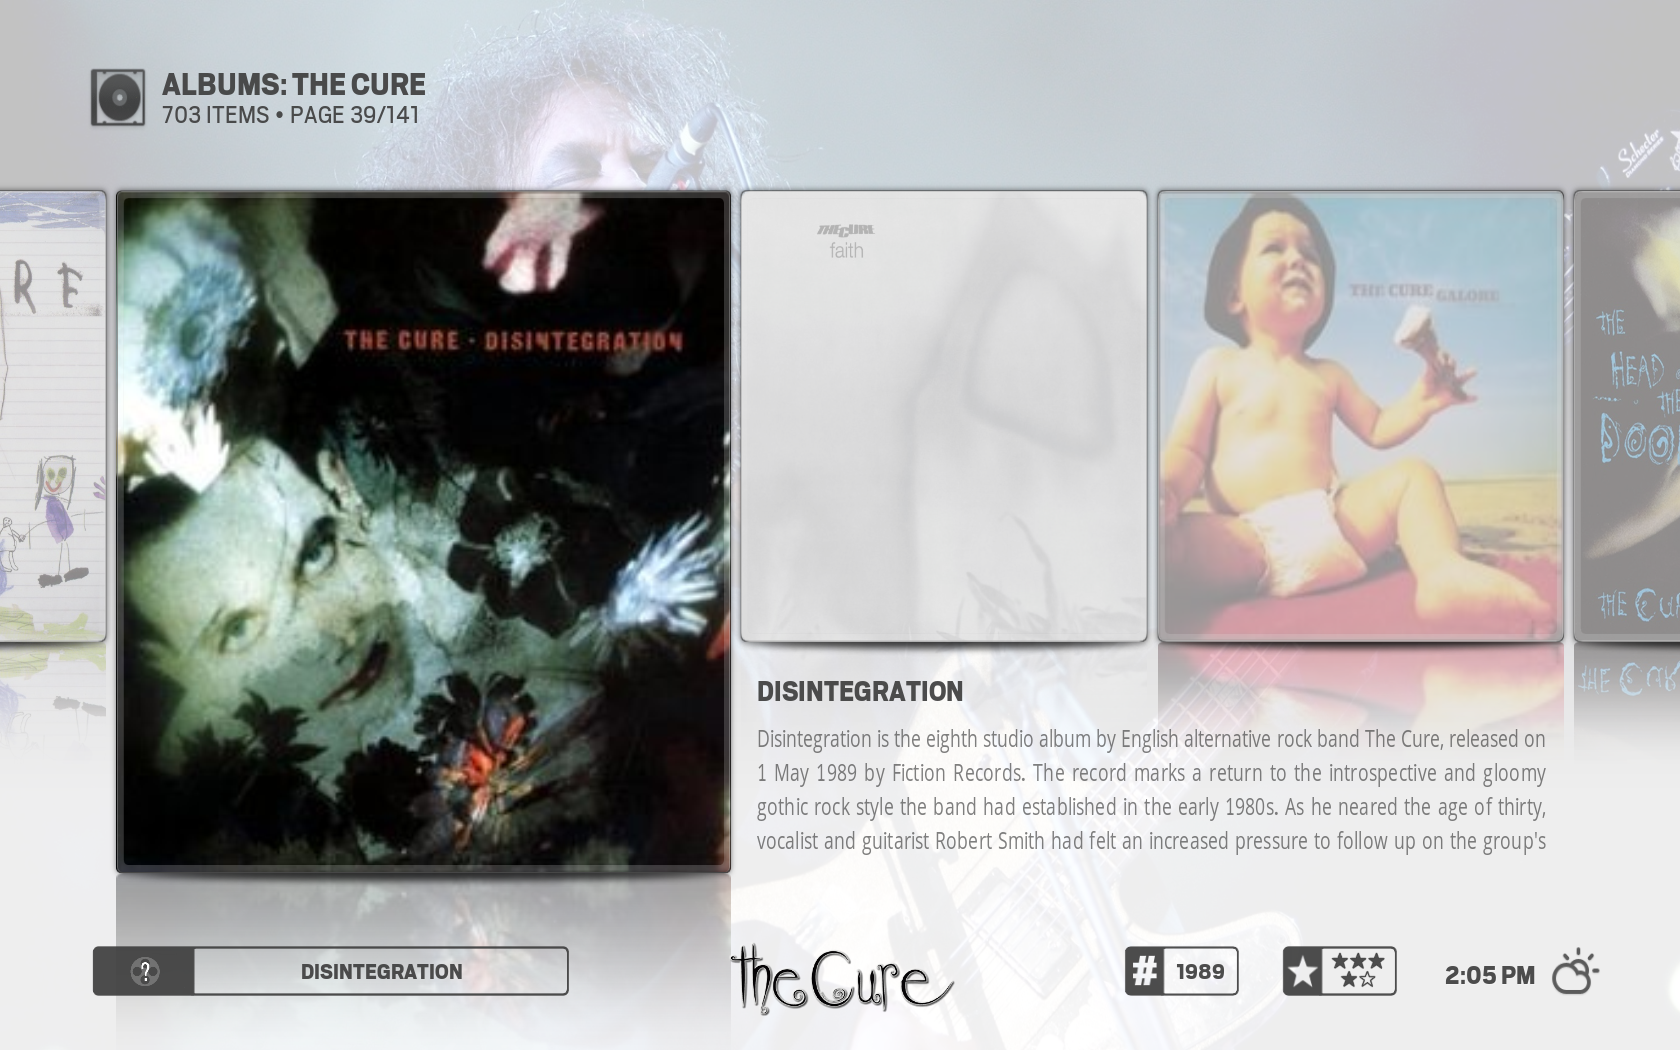 ALBUMS: THE CURE
703 ITEMS • PAGE 39/141
Schecter
R E
THE CURE · DISINTEGRATION
THE CURE
faith
THE CURE GALORE
THE
HEAD
THE
DOO
THE CU
DISINTEGRATION
Disintegration is the eighth studio album by English alternative rock band The Cure, released on
1 May 1989 by Fiction Records. The record marks a return to the introspective and gloomy
gothic rock style the band had established in the early 1980s. As he neared the age of thirty,
vocalist and guitarist Robert Smith had felt an increased pressure to follow up on the group's
? DISINTEGRATION
the Cure
# 1989
2:05 PM